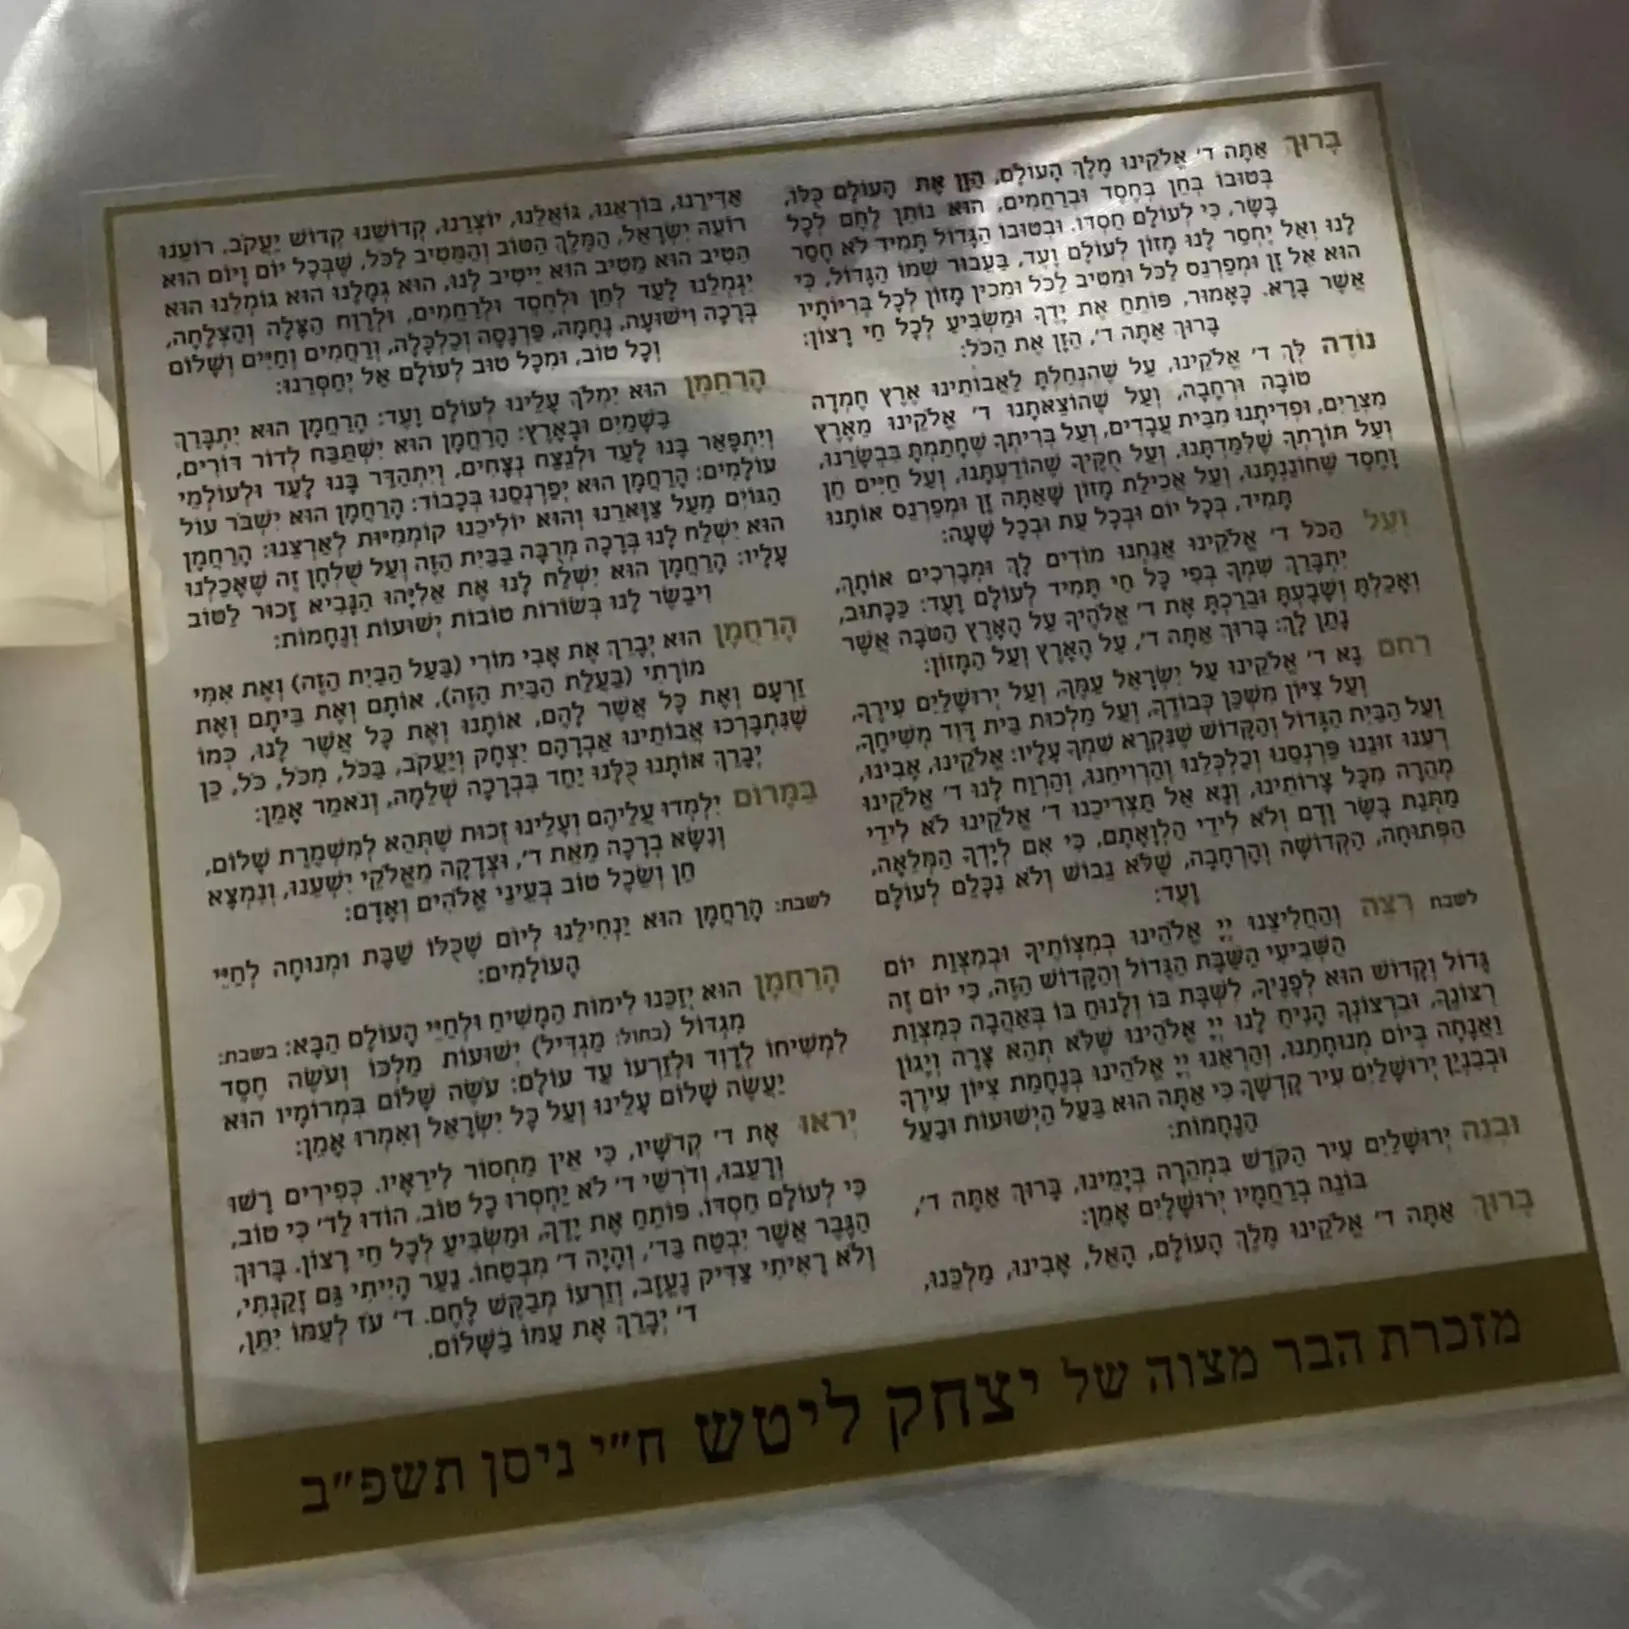 בָּרוּךְ אַתָּה ד' אֱלֹקֵינוּ מֶלֶךְ הָעוֹלָם, הַזָּן אֶת הָעוֹלָם כֻּלּוֹ,
בְּטוּבוֹ בְּחֵן בְּחֶסֶד וּבְרַחֲמִים, הוּא נוֹתֵן לֶחֶם לְכָל
בָּשָׂר, כִּי לְעוֹלָם חַסְדּוֹ. וּבְטוּבוֹ הַגָּדוֹל תָּמִיד לֹא חָסַר
לָנוּ וְאַל יֶחְסַר לָנוּ מָזוֹן לְעוֹלָם וָעֶד, בַּעֲבוּר שְׁמוֹ הַגָּדוֹל, כִּי
הוּא אֵל זָן וּמְפַרְנֵס לַכֹּל וּמֵטִיב לַכֹּל וּמֵכִין מָזוֹן לְכָל בְּרִיּוֹתָיו
אֲשֶׁר בָּרָא. כָּאָמוּר, פּוֹתֵחַ אֶת יָדֶךָ וּמַשְׂבִּיעַ לְכָל חַי רָצוֹן:
בָּרוּךְ אַתָּה ד', הַזָּן אֶת הַכֹּל:
נוֹדֶה לְּךָ ד' אֱלֹקֵינוּ, עַל שֶׁהִנְחַלְתָּ לַאֲבוֹתֵינוּ אֶרֶץ חֶמְדָּה
טוֹבָה וּרְחָבָה, וְעַל שֶׁהוֹצֵאתָנוּ ד' אֱלֹקֵינוּ מֵאֶרֶץ
מִצְרַיִם, וּפְדִיתָנוּ מִבֵּית עֲבָדִים, וְעַל בְּרִיתְךָ שֶׁחָתַמְתָּ בִּבְשָׂרֵנוּ,
וְעַל תּוֹרָתְךָ שֶׁלִּמַּדְתָּנוּ, וְעַל חֻקֶּיךָ שֶׁהוֹדַעְתָּנוּ, וְעַל חַיִּים חֵן
וָחֶסֶד שֶׁחוֹנַנְתָּנוּ, וְעַל אֲכִילַת מָזוֹן שָׁאַתָּה זָן וּמְפַרְנֵס אוֹתָנוּ
תָּמִיד, בְּכָל יוֹם וּבְכָל עֵת וּבְכָל שָׁעָה:
וְעַל הַכֹּל ד' אֱלֹקֵינוּ אֲנַחְנוּ מוֹדִים לָךְ וּמְבָרְכִים אוֹתָךְ,
יִתְבָּרַךְ שִׁמְךָ בְּפִי כָּל חַי תָּמִיד לְעוֹלָם וָעֶד: כַּכָּתוּב,
וְאָכַלְתָּ וְשָׂבָעְתָּ וּבֵרַכְתָּ אֶת ד' אֱלֹהֶיךָ עַל הָאָרֶץ הַטֹּבָה אֲשֶׁר
נָתַן לָךְ: בָּרוּךְ אַתָּה ד', עַל הָאָרֶץ וְעַל הַמָּזוֹן:
רַחֵם נָא ד' אֱלֹקֵינוּ עַל יִשְׂרָאֵל עַמֶּךָ, וְעַל יְרוּשָׁלַיִם עִירֶךָ,
וְעַל צִיּוֹן מִשְׁכַּן כְּבוֹדֶךָ, וְעַל מַלְכוּת בֵּית דָּוִד מְשִׁיחֶךָ,
וְעַל הַבַּיִת הַגָּדוֹל וְהַקָּדוֹשׁ שֶׁנִּקְרָא שִׁמְךָ עָלָיו: אֱלֹקֵינוּ, אָבִינוּ,
רְעֵנוּ זוּנֵנוּ פַּרְנְסֵנוּ וְכַלְכְּלֵנוּ וְהַרְוִיחֵנוּ, וְהַרְוַח לָנוּ ד' אֱלֹקֵינוּ
מְהֵרָה מִכָּל צָרוֹתֵינוּ, וְנָא אַל תַּצְרִיכֵנוּ ד' אֱלֹקֵינוּ לֹא לִידֵי
מַתְּנַת בָּשָׂר וָדָם וְלֹא לִידֵי הַלְוָאָתָם, כִּי אִם לְיָדְךָ הַמְּלֵאָה,
הַפְּתוּחָה, הַקְּדוֹשָׁה וְהָרְחָבָה, שֶׁלֹּא נֵבוֹשׁ וְלֹא נִכָּלֵם לְעוֹלָם
וָעֶד:
לשבת רְצֵה וְהַחֲלִיצֵנוּ יְיָ אֱלֹהֵינוּ בְּמִצְוֹתֶיךָ וּבְמִצְוַת יוֹם
הַשְּׁבִיעִי הַשַּׁבָּת הַגָּדוֹל וְהַקָּדוֹשׁ הַזֶּה, כִּי יוֹם זֶה
גָּדוֹל וְקָדוֹשׁ הוּא לְפָנֶיךָ, לִשְׁבָּת בּוֹ וְלָנוּחַ בּוֹ בְּאַהֲבָה כְּמִצְוַת
רְצוֹנֶךָ, וּבִרְצוֹנְךָ הָנִיחַ לָנוּ יְיָ אֱלֹהֵינוּ שֶׁלֹּא תְהֵא צָרָה וְיָגוֹן
וַאֲנָחָה בְּיוֹם מְנוּחָתֵנוּ, וְהַרְאֵנוּ יְיָ אֱלֹהֵינוּ בְּנֶחָמַת צִיּוֹן עִירֶךָ
וּבְבִנְיַן יְרוּשָׁלַיִם עִיר קָדְשֶׁךָ כִּי אַתָּה הוּא בַּעַל הַיְשׁוּעוֹת וּבַעַל
הַנֶּחָמוֹת:
וּבְנֵה יְרוּשָׁלַיִם עִיר הַקֹּדֶשׁ בִּמְהֵרָה בְיָמֵינוּ, בָּרוּךְ אַתָּה ד',
בּוֹנֵה בְרַחֲמָיו יְרוּשָׁלַיִם אָמֵן:
בָּרוּךְ אַתָּה ד' אֱלֹקֵינוּ מֶלֶךְ הָעוֹלָם, הָאֵל, אָבִינוּ, מַלְכֵּנוּ,
אַדִּירֵנוּ, בּוֹרְאֵנוּ, גּוֹאֲלֵנוּ, יוֹצְרֵנוּ, קְדוֹשֵׁנוּ קְדוֹשׁ יַעֲקֹב, רוֹעֵנוּ
רוֹעֵה יִשְׂרָאֵל, הַמֶּלֶךְ הַטּוֹב וְהַמֵּטִיב לַכֹּל, שֶׁבְּכָל יוֹם וָיוֹם הוּא
הֵטִיב הוּא מֵטִיב הוּא יֵיטִיב לָנוּ, הוּא גְמָלָנוּ הוּא גוֹמְלֵנוּ הוּא
יִגְמְלֵנוּ לָעַד לְחֵן וּלְחֶסֶד וּלְרַחֲמִים, וּלְרֶוַח הַצָּלָה וְהַצְלָחָה,
בְּרָכָה וִישׁוּעָה, נֶחָמָה, פַּרְנָסָה וְכַלְכָּלָה, וְרַחֲמִים וְחַיִּים וְשָׁלוֹם
וְכָל טוֹב, וּמִכָּל טוּב לְעוֹלָם אַל יְחַסְּרֵנוּ:
הָרַחֲמָן הוּא יִמְלֹךְ עָלֵינוּ לְעוֹלָם וָעֶד: הָרַחֲמָן הוּא יִתְבָּרַךְ
בַּשָּׁמַיִם וּבָאָרֶץ: הָרַחֲמָן הוּא יִשְׁתַּבַּח לְדוֹר דּוֹרִים,
וְיִתְפָּאַר בָּנוּ לָעַד וּלְנֵצַח נְצָחִים, וְיִתְהַדַּר בָּנוּ לָעַד וּלְעוֹלְמֵי
עוֹלָמִים: הָרַחֲמָן הוּא יְפַרְנְסֵנוּ בְּכָבוֹד: הָרַחֲמָן הוּא יִשְׁבֹּר עוֹל
הַגּוֹיִם מֵעַל צַוָּארֵנוּ וְהוּא יוֹלִיכֵנוּ קוֹמְמִיּוּת לְאַרְצֵנוּ: הָרַחֲמָן
הוּא יִשְׁלַח לָנוּ בְּרָכָה מְרֻבָּה בַּבַּיִת הַזֶּה וְעַל שֻׁלְחָן זֶה שֶׁאָכַלְנוּ
עָלָיו: הָרַחֲמָן הוּא יִשְׁלַח לָנוּ אֶת אֵלִיָּהוּ הַנָּבִיא זָכוּר לַטּוֹב
וִיבַשֶּׂר לָנוּ בְּשׂוֹרוֹת טוֹבוֹת יְשׁוּעוֹת וְנֶחָמוֹת:
הָרַחֲמָן הוּא יְבָרֵךְ אֶת אָבִי מוֹרִי (בַּעַל הַבַּיִת הַזֶּה) וְאֶת אִמִּי
מוֹרָתִי (בַּעֲלַת הַבַּיִת הַזֶּה), אוֹתָם וְאֶת בֵּיתָם וְאֶת
זַרְעָם וְאֶת כָּל אֲשֶׁר לָהֶם, אוֹתָנוּ וְאֶת כָּל אֲשֶׁר לָנוּ, כְּמוֹ
שֶׁנִּתְבָּרְכוּ אֲבוֹתֵינוּ אַבְרָהָם יִצְחָק וְיַעֲקֹב, בַּכֹּל, מִכֹּל, כֹּל, כֵּן
יְבָרֵךְ אוֹתָנוּ כֻּלָּנוּ יַחַד בִּבְרָכָה שְׁלֵמָה, וְנֹאמַר אָמֵן:
בַּמָּרוֹם יְלַמְּדוּ עֲלֵיהֶם וְעָלֵינוּ זְכוּת שֶׁתְּהֵא לְמִשְׁמֶרֶת שָׁלוֹם,
וְנִשָּׂא בְרָכָה מֵאֵת ד', וּצְדָקָה מֵאֱלֹקֵי יִשְׁעֵנוּ, וְנִמְצָא
חֵן וְשֵׂכֶל טוֹב בְּעֵינֵי אֱלֹהִים וְאָדָם:
לשבת: הָרַחֲמָן הוּא יַנְחִילֵנוּ לְיוֹם שֶׁכֻּלּוֹ שַׁבָּת וּמְנוּחָה לְחַיֵּי
הָעוֹלָמִים:
הָרַחֲמָן הוּא יְזַכֵּנוּ לִימוֹת הַמָּשִׁיחַ וּלְחַיֵּי הָעוֹלָם הַבָּא: בשבת:
מִגְדּוֹל (בחול: מַגְדִּיל) יְשׁוּעוֹת מַלְכּוֹ וְעֹשֶׂה חֶסֶד
לִמְשִׁיחוֹ לְדָוִד וּלְזַרְעוֹ עַד עוֹלָם: עֹשֶׂה שָׁלוֹם בִּמְרוֹמָיו הוּא
יַעֲשֶׂה שָׁלוֹם עָלֵינוּ וְעַל כָּל יִשְׂרָאֵל וְאִמְרוּ אָמֵן:
יְראוּ אֶת ד' קְדֹשָׁיו, כִּי אֵין מַחְסוֹר לִירֵאָיו. כְּפִירִים רָשׁוּ
וְרָעֵבוּ, וְדֹרְשֵׁי ד' לֹא יַחְסְרוּ כָל טוֹב. הוֹדוּ לַד' כִּי טוֹב,
כִּי לְעוֹלָם חַסְדּוֹ. פּוֹתֵחַ אֶת יָדֶךָ, וּמַשְׂבִּיעַ לְכָל חַי רָצוֹן. בָּרוּךְ
הַגֶּבֶר אֲשֶׁר יִבְטַח בַּד', וְהָיָה ד' מִבְטַחוֹ. נַעַר הָיִיתִי גַּם זָקַנְתִּי,
וְלֹא רָאִיתִי צַדִּיק נֶעֱזָב, וְזַרְעוֹ מְבַקֶּשׁ לָחֶם. ד' עֹז לְעַמּוֹ יִתֵּן,
ד' יְבָרֵךְ אֶת עַמּוֹ בַשָּׁלוֹם.
מזכרת הבר מצוה של יצחק ליטש ח"י ניסן תשפ"ב